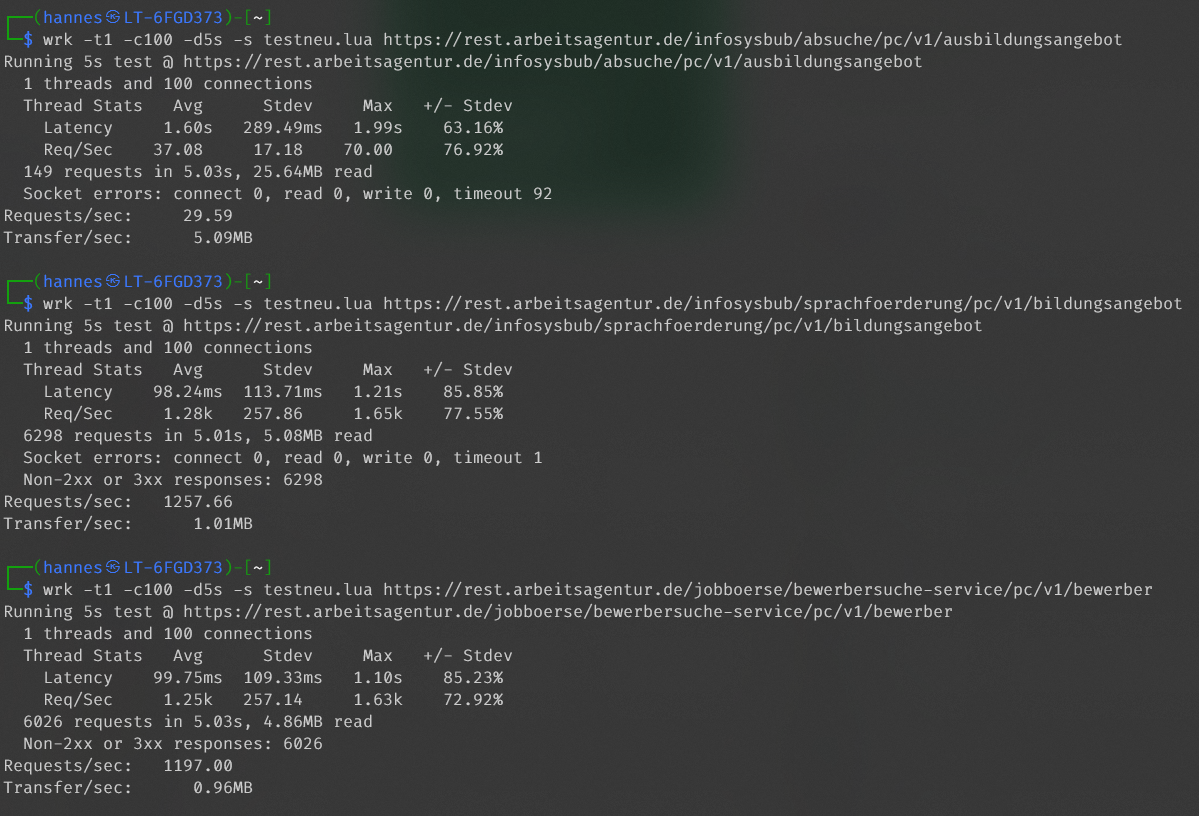 ┌──(hannes㉿LT-6FGD373)-[~]
└─$ wrk -t1 -c100 -d5s -s testneu.lua https://rest.arbeitsagentur.de/infosysbub/absuche/pc/v1/ausbildungsangebot
Running 5s test @ https://rest.arbeitsagentur.de/infosysbub/absuche/pc/v1/ausbildungsangebot
  1 threads and 100 connections
  Thread Stats   Avg      Stdev     Max   +/- Stdev
    Latency     1.60s   289.49ms   1.99s    63.16%
    Req/Sec    37.08     17.18    70.00     76.92%
  149 requests in 5.03s, 25.64MB read
  Socket errors: connect 0, read 0, write 0, timeout 92
Requests/sec:     29.59
Transfer/sec:      5.09MB
┌──(hannes㉿LT-6FGD373)-[~]
└─$ wrk -t1 -c100 -d5s -s testneu.lua https://rest.arbeitsagentur.de/infosysbub/sprachfoerderung/pc/v1/bildungsangebot
Running 5s test @ https://rest.arbeitsagentur.de/infosysbub/sprachfoerderung/pc/v1/bildungsangebot
  1 threads and 100 connections
  Thread Stats   Avg      Stdev     Max   +/- Stdev
    Latency    98.24ms  113.71ms   1.21s    85.85%
    Req/Sec     1.28k   257.86     1.65k    77.55%
  6298 requests in 5.01s, 5.08MB read
  Socket errors: connect 0, read 0, write 0, timeout 1
  Non-2xx or 3xx responses: 6298
Requests/sec:   1257.66
Transfer/sec:      1.01MB
┌──(hannes㉿LT-6FGD373)-[~]
└─$ wrk -t1 -c100 -d5s -s testneu.lua https://rest.arbeitsagentur.de/jobboerse/bewerbersuche-service/pc/v1/bewerber
Running 5s test @ https://rest.arbeitsagentur.de/jobboerse/bewerbersuche-service/pc/v1/bewerber
  1 threads and 100 connections
  Thread Stats   Avg      Stdev     Max   +/- Stdev
    Latency    99.75ms  109.33ms   1.10s    85.23%
    Req/Sec     1.25k   257.14     1.63k    72.92%
  6026 requests in 5.03s, 4.86MB read
  Non-2xx or 3xx responses: 6026
Requests/sec:   1197.00
Transfer/sec:      0.96MB